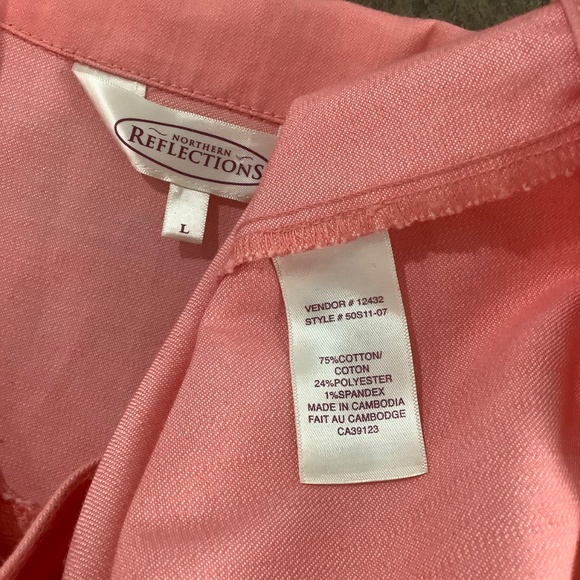 NORTHERN
REFLECTIONS
L
VENDOR # 12432
STYLE # 50S11-07
75%COTTON/
COTON
24%POLYESTER
1%SPANDEX
MADE IN CAMBODIA
FAIT AU CAMBODGE
CA39123